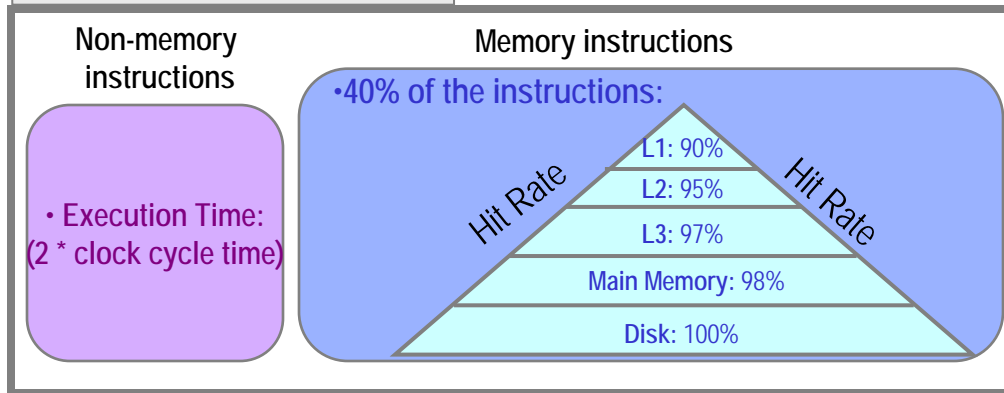 Non-memory
instructions
Memory instructions
• Execution Time:
(2 * clock cycle time)
•40% of the instructions:
Hit Rate
Hit Rate
L1: 90%
L2: 95%
L3: 97%
Main Memory: 98%
Disk: 100%